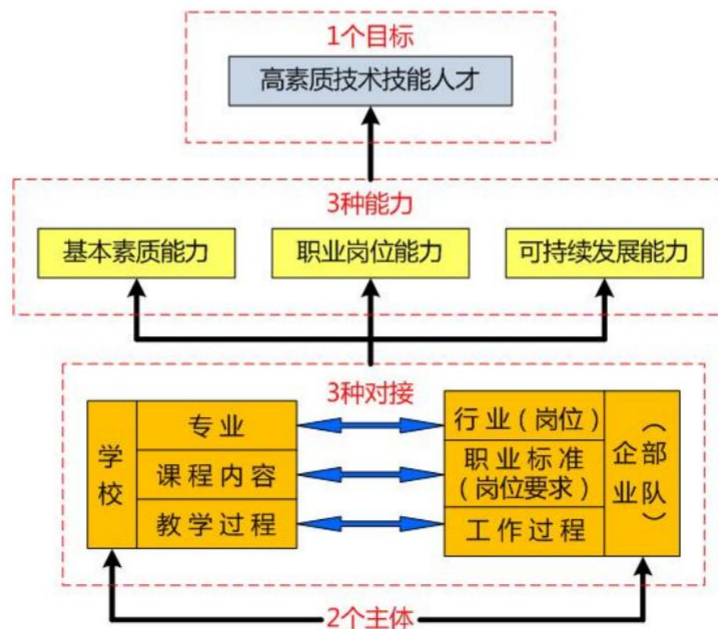 1个目标
高素质技术技能人才
3种能力
基本素质能力
职业岗位能力
可持续发展能力
3种对接
学校
专业
课程内容
教学过程
行业(岗位)
职业标准
(岗位要求)
工作过程
企业
(部队)
2个主体